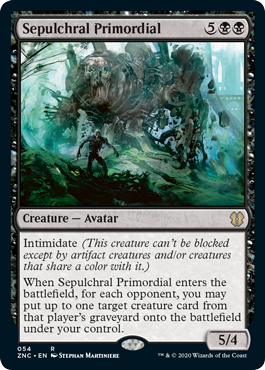 Sepulchral Primordial 5
Creature — Avatar
Intimidate (This creature can't be blocked
except by artifact creatures and/or creatures
that share a color with it.)
When Sepulchral Primordial enters the
battlefield, for each opponent, you may
put up to one target creature card from
that player's graveyard onto the battlefield
under your control.
5/4
054 R
ZNC • EN STEPHAN MARTINIERE ™ & © 2020 Wizards of the Coast